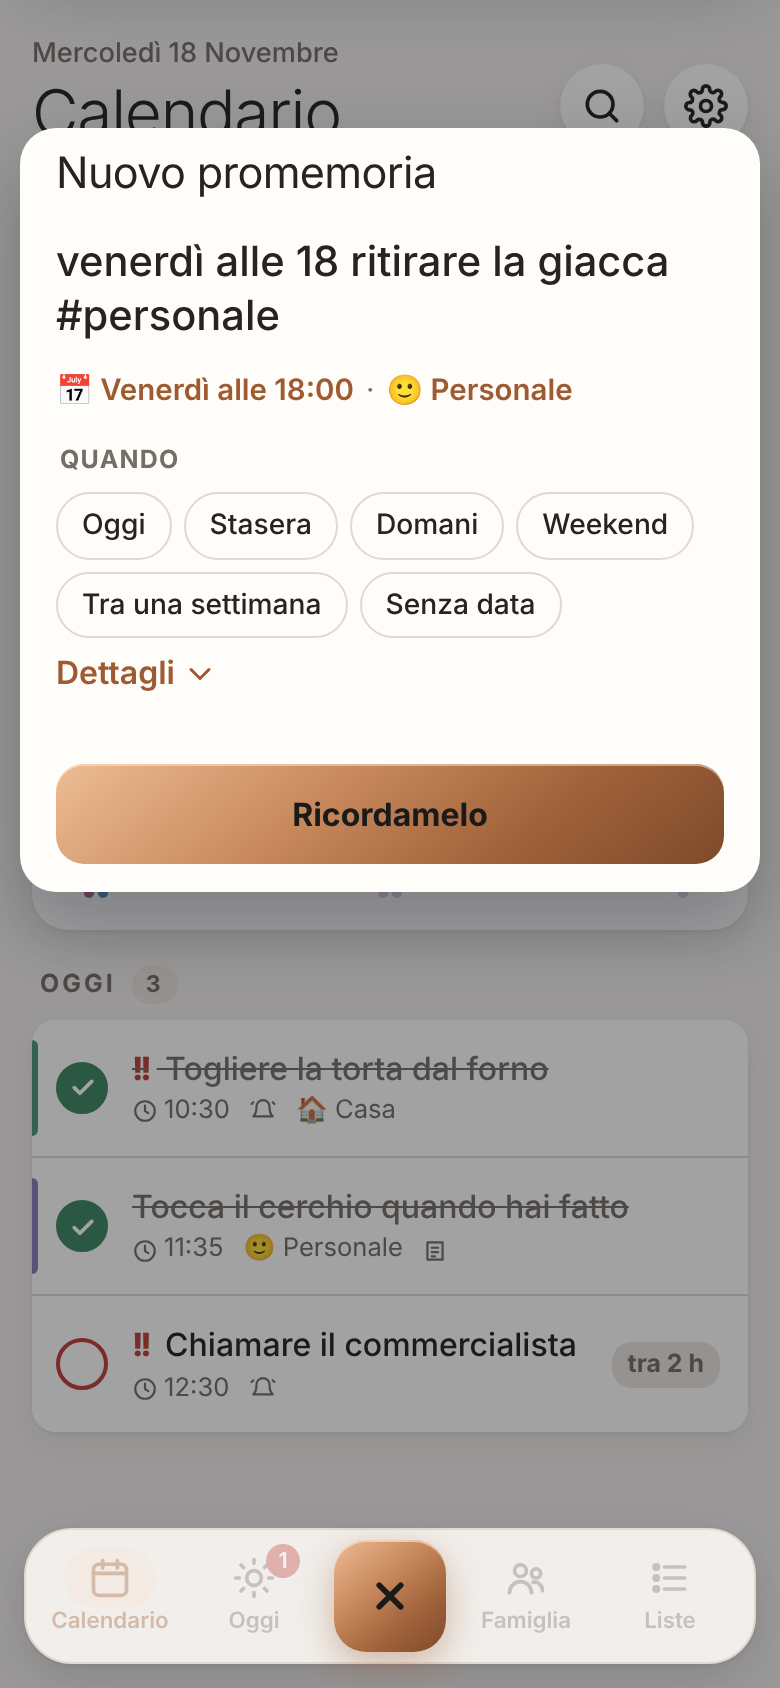 Mercoledì 18 Novembre
Calendario
Nuovo promemoria
venerdì alle 18 ritirare la giacca
#personale
📅 Venerdì alle 18:00 · 🙂 Personale
QUANDO
Oggi Stasera Domani Weekend
Tra una settimana Senza data
Dettagli
Ricordamelo
OGGI 3
‼ Togliere la torta dal forno
10:30 🏠 Casa
Tocca il cerchio quando hai fatto
11:35 🙂 Personale
‼ Chiamare il commercialista tra 2 h
12:30
1
Calendario Oggi Famiglia Liste